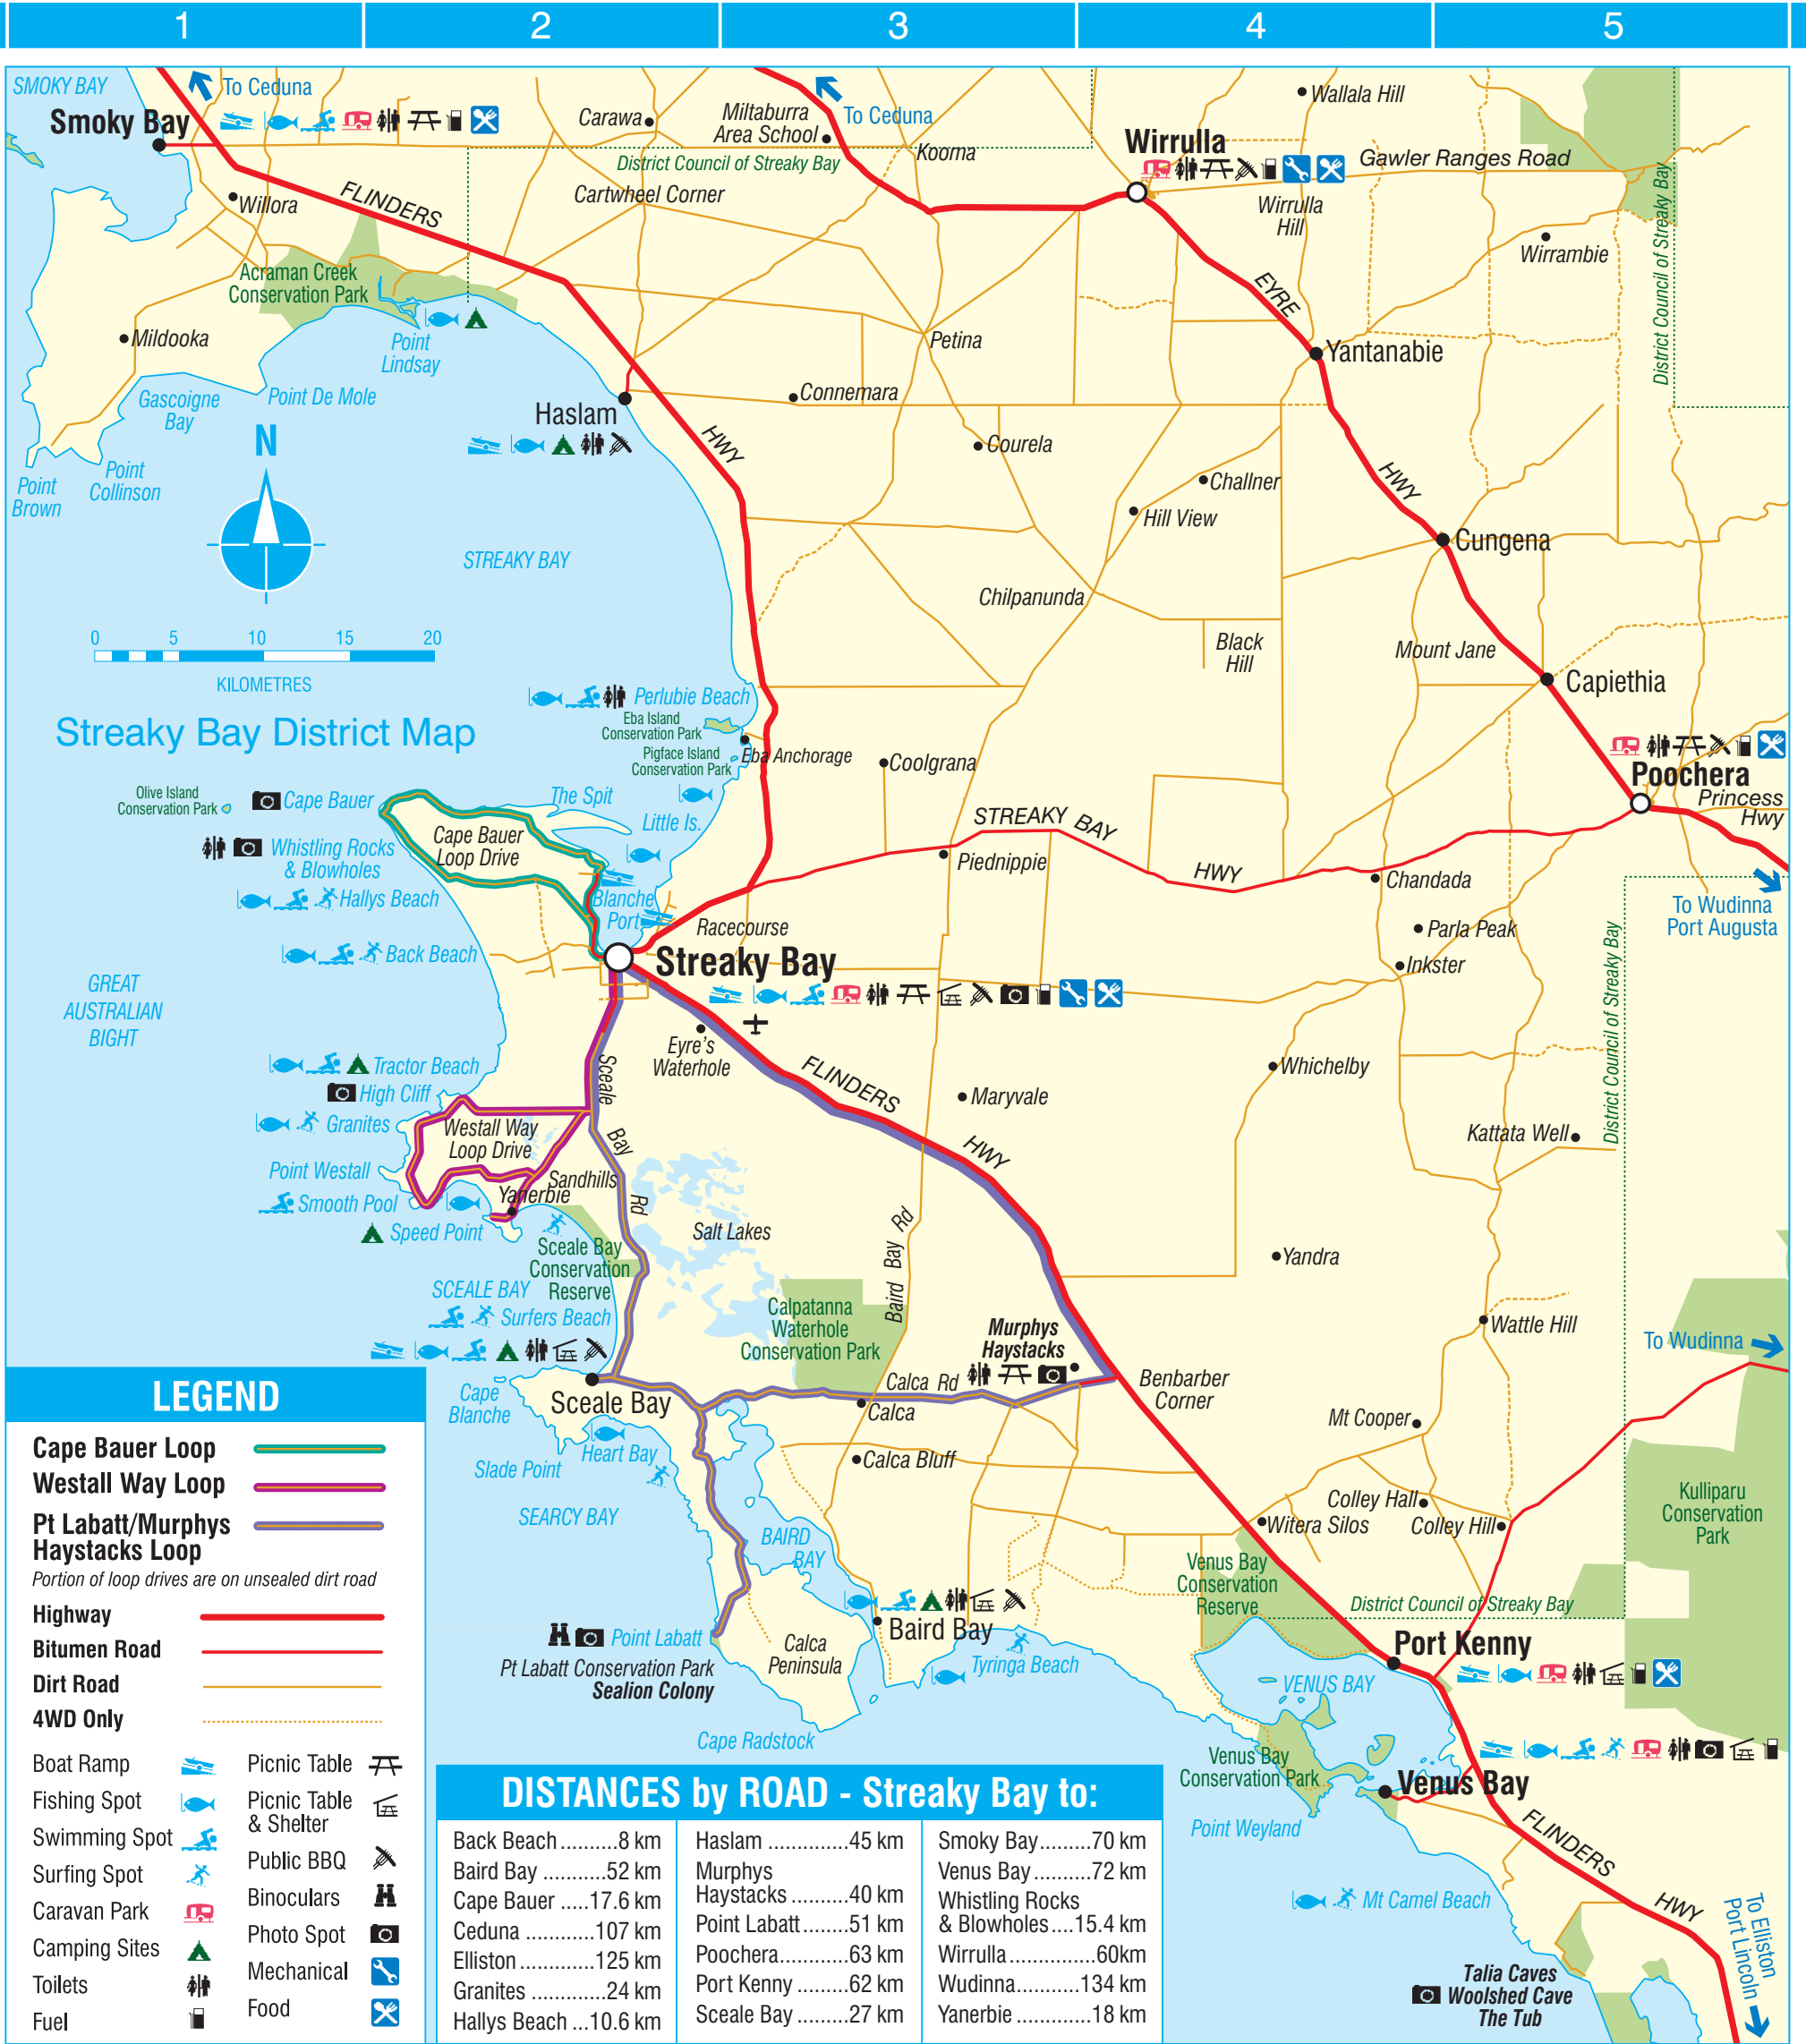 1 2 3 4 5
SMOKY BAY
To Ceduna
Smoky Bay
Carawa
Miltaburra
Area School
To Ceduna
Koorna
Wallala Hill
Wirrulla
Gawler Ranges Road
District Council of Streaky Bay
Cartwheel Corner
Willora
FLINDERS
Wirrulla
Hill
Wirrambie
District Council of Streaky Bay
Acraman Creek
Conservation Park
EYRE
Mildooka
Point
Lindsay
Petina
Yantanabie
Gascoigne
Bay
Point De Mole
Connemara
Haslam
HWY
Courela
N
Point
Collinson
Point
Brown
Challner
HWY
Hill View
Cungena
STREAKY BAY
Chilpanunda
0 5 10 15 20
KILOMETRES
Black
Hill
Mount Jane
Capiethia
Perlubie Beach
Eba Island
Conservation Park
Streaky Bay District Map
Pigface Island
Conservation Park
Eba Anchorage
Coolgrana
Poochera
Princess
Hwy
Olive Island
Conservation Park
Cape Bauer
The Spit
Little Is.
Cape Bauer
Loop Drive
STREAKY BAY
HWY
Whistling Rocks
& Blowholes
Piednippie
Chandada
Hallys Beach
Blanche
Port
To Wudinna
Port Augusta
Racecourse
Parla Peak
Back Beach
Streaky Bay
Inkster
District Council of Streaky Bay
GREAT
AUSTRALIAN
BIGHT
Eyre's
Waterhole
Tractor Beach
High Cliff
Sceale
Bay
Rd
FLINDERS
HWY
Whichelby
Maryvale
Granites
Westall Way
Loop Drive
Kattata Well
Point Westall
Sandhills
Yanerbie
Smooth Pool
Speed Point
Salt Lakes
Baird Bay Rd
Sceale Bay
Conservation
Reserve
Yandra
SCEALE BAY
Surfers Beach
Calpatanna
Waterhole
Conservation Park
Murphys
Haystacks
Wattle Hill
To Wudinna
Cape
Blanche
Sceale Bay
Calca Rd
Calca
Benbarber
Corner
Mt Cooper
Heart Bay
Slade Point
Calca Bluff
SEARCY BAY
Colley Hall
Witera Silos
Colley Hill
Kulliparu
Conservation
Park
BAIRD
BAY
Venus Bay
Conservation
Reserve
District Council of Streaky Bay
Baird Bay
Point Labatt
Pt Labatt Conservation Park
Sealion Colony
Calca
Peninsula
Tyringa Beach
Port Kenny
VENUS BAY
Cape Radstock
Venus Bay
Conservation Park
Venus Bay
Point Weyland
FLINDERS
HWY
Mt Camel Beach
To Elliston
Port Lincoln
Talia Caves
Woolshed Cave
The Tub
LEGEND
Cape Bauer Loop
Westall Way Loop
Pt Labatt/Murphys
Haystacks Loop
Portion of loop drives are on unsealed dirt road
Highway
Bitumen Road
Dirt Road
4WD Only
Boat Ramp
Fishing Spot
Swimming Spot
Surfing Spot
Caravan Park
Camping Sites
Toilets
Fuel
Picnic Table
Picnic Table
& Shelter
Public BBQ
Binoculars
Photo Spot
Mechanical
Food
DISTANCES by ROAD - Streaky Bay to:
Back Beach..........8 km
Baird Bay ...........52 km
Cape Bauer .....17.6 km
Ceduna ............107 km
Elliston .............125 km
Granites .............24 km
Hallys Beach ...10.6 km
Haslam ..............45 km
Murphys
Haystacks ..........40 km
Point Labatt........51 km
Poochera............63 km
Port Kenny .........62 km
Sceale Bay .........27 km
Smoky Bay.........70 km
Venus Bay ..........72 km
Whistling Rocks
& Blowholes....15.4 km
Wirrulla ...............60km
Wudinna...........134 km
Yanerbie .............18 km